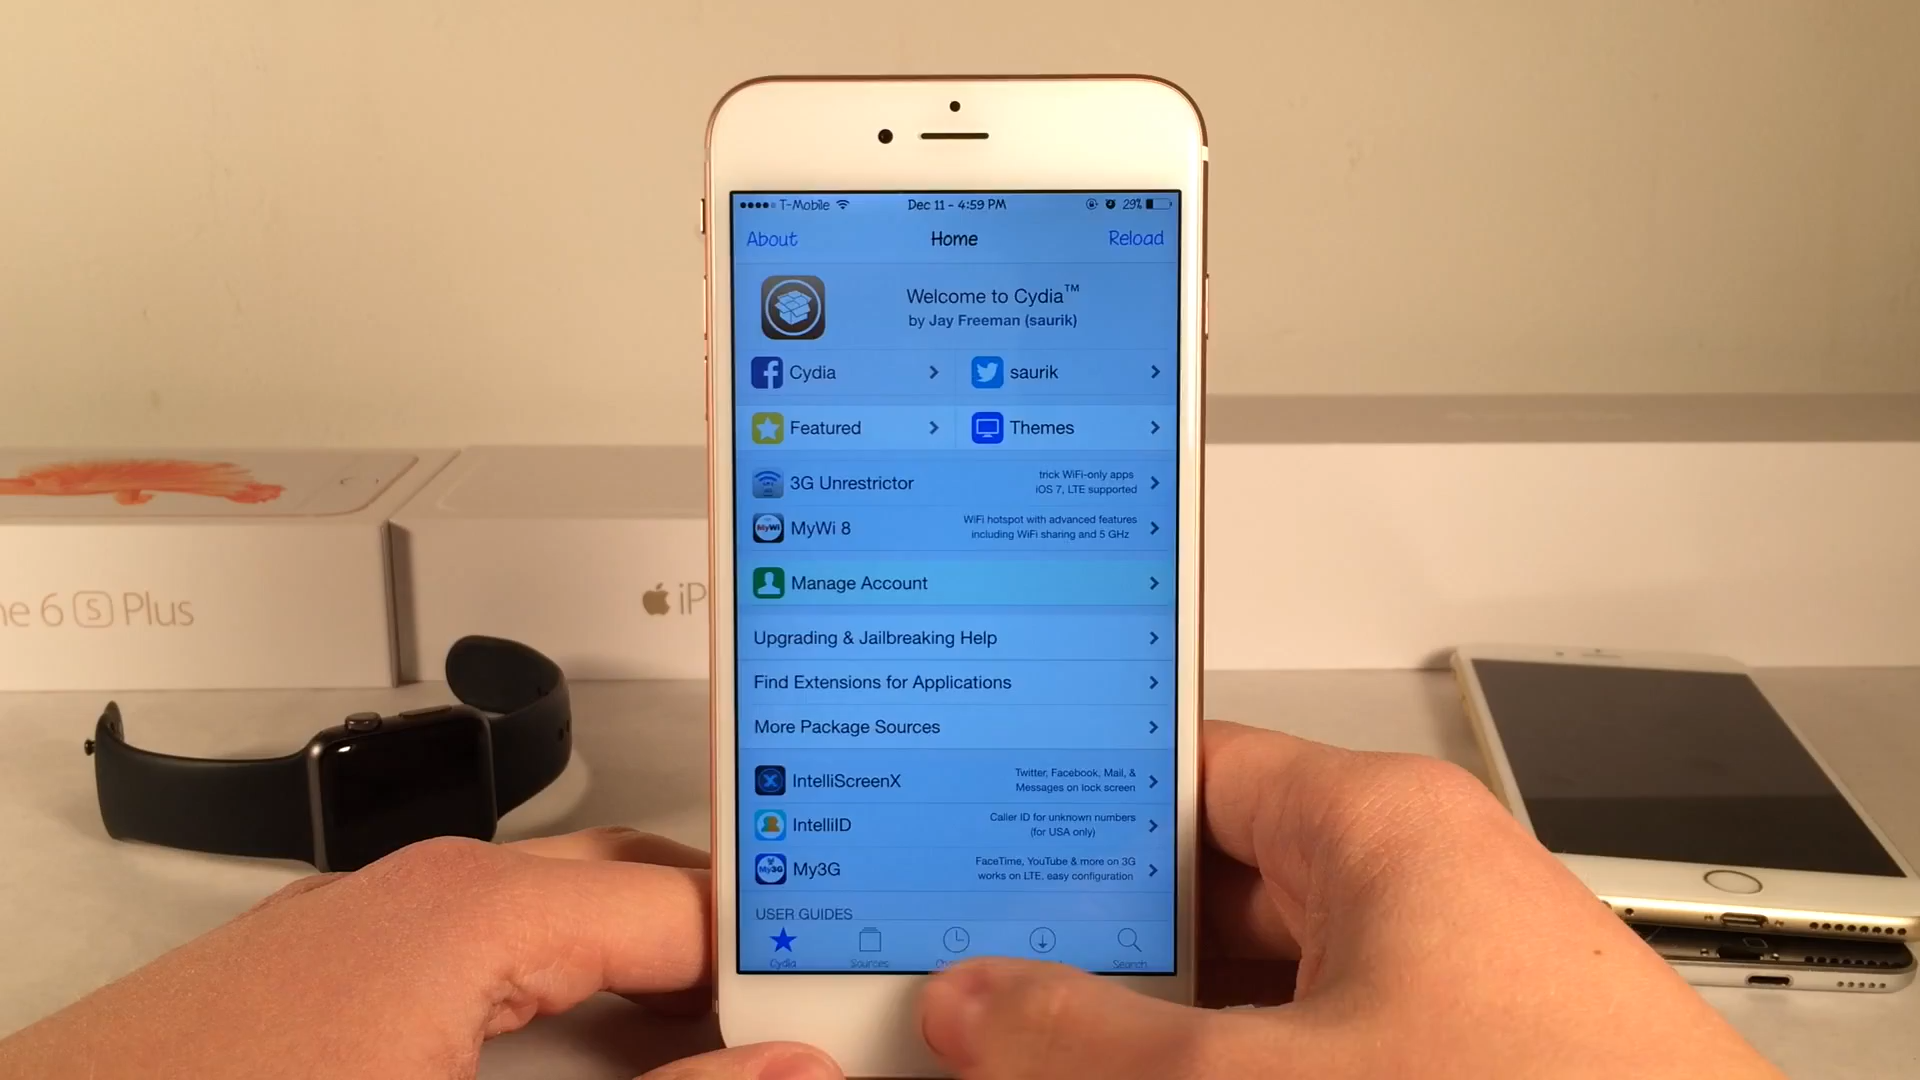 T-Mobile Dec 11 - 4:59 PM 29%
About Home Reload
Welcome to Cydia™
by Jay Freeman (saurik)
Cydia saurik
Featured Themes
3G Unrestrictor
trick WiFi-only apps
iOS 7, LTE supported
MyWi 8
WiFi hotspot with advanced features
including WiFi sharing and 5 GHz
Manage Account
Upgrading & Jailbreaking Help
Find Extensions for Applications
More Package Sources
IntelliScreenX
Twitter, Facebook, Mail, &
Messages on lock screen
IntelliID
Caller ID for unknown numbers
(for USA only)
My3G
FaceTime, YouTube & more on 3G
works on LTE, easy configuration
USER GUIDES
Cydia Sources Search
ne 6 S Plus
iP
MyWi
My3G